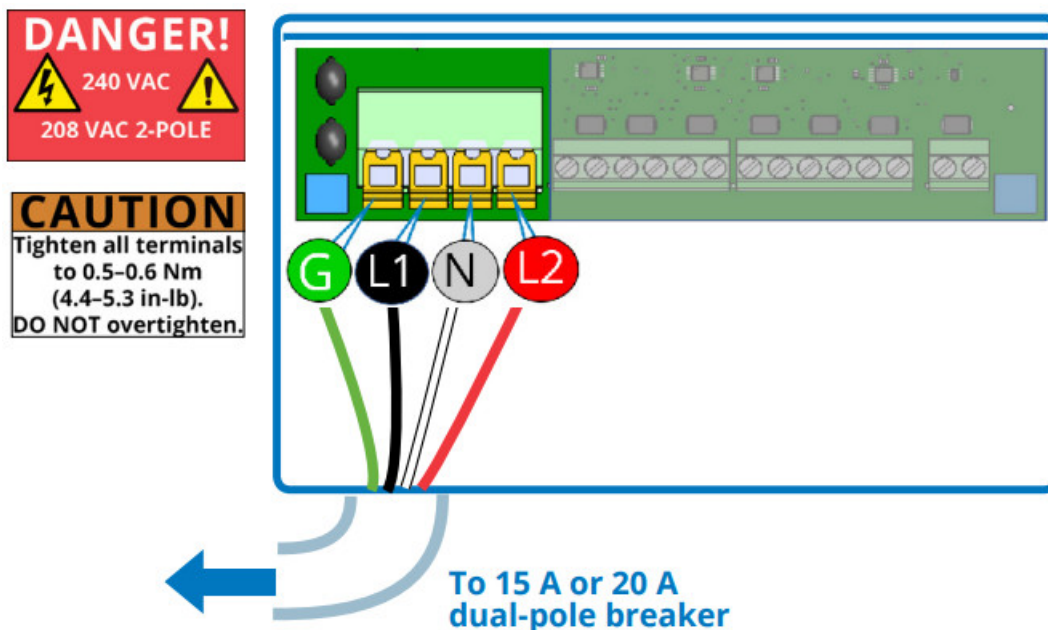 DANGER!
240 VAC
208 VAC 2-POLE
CAUTION
Tighten all terminals
to 0.5–0.6 Nm
(4.4–5.3 in-lb).
DO NOT overtighten.
G L1 N L2
To 15 A or 20 A
dual-pole breaker